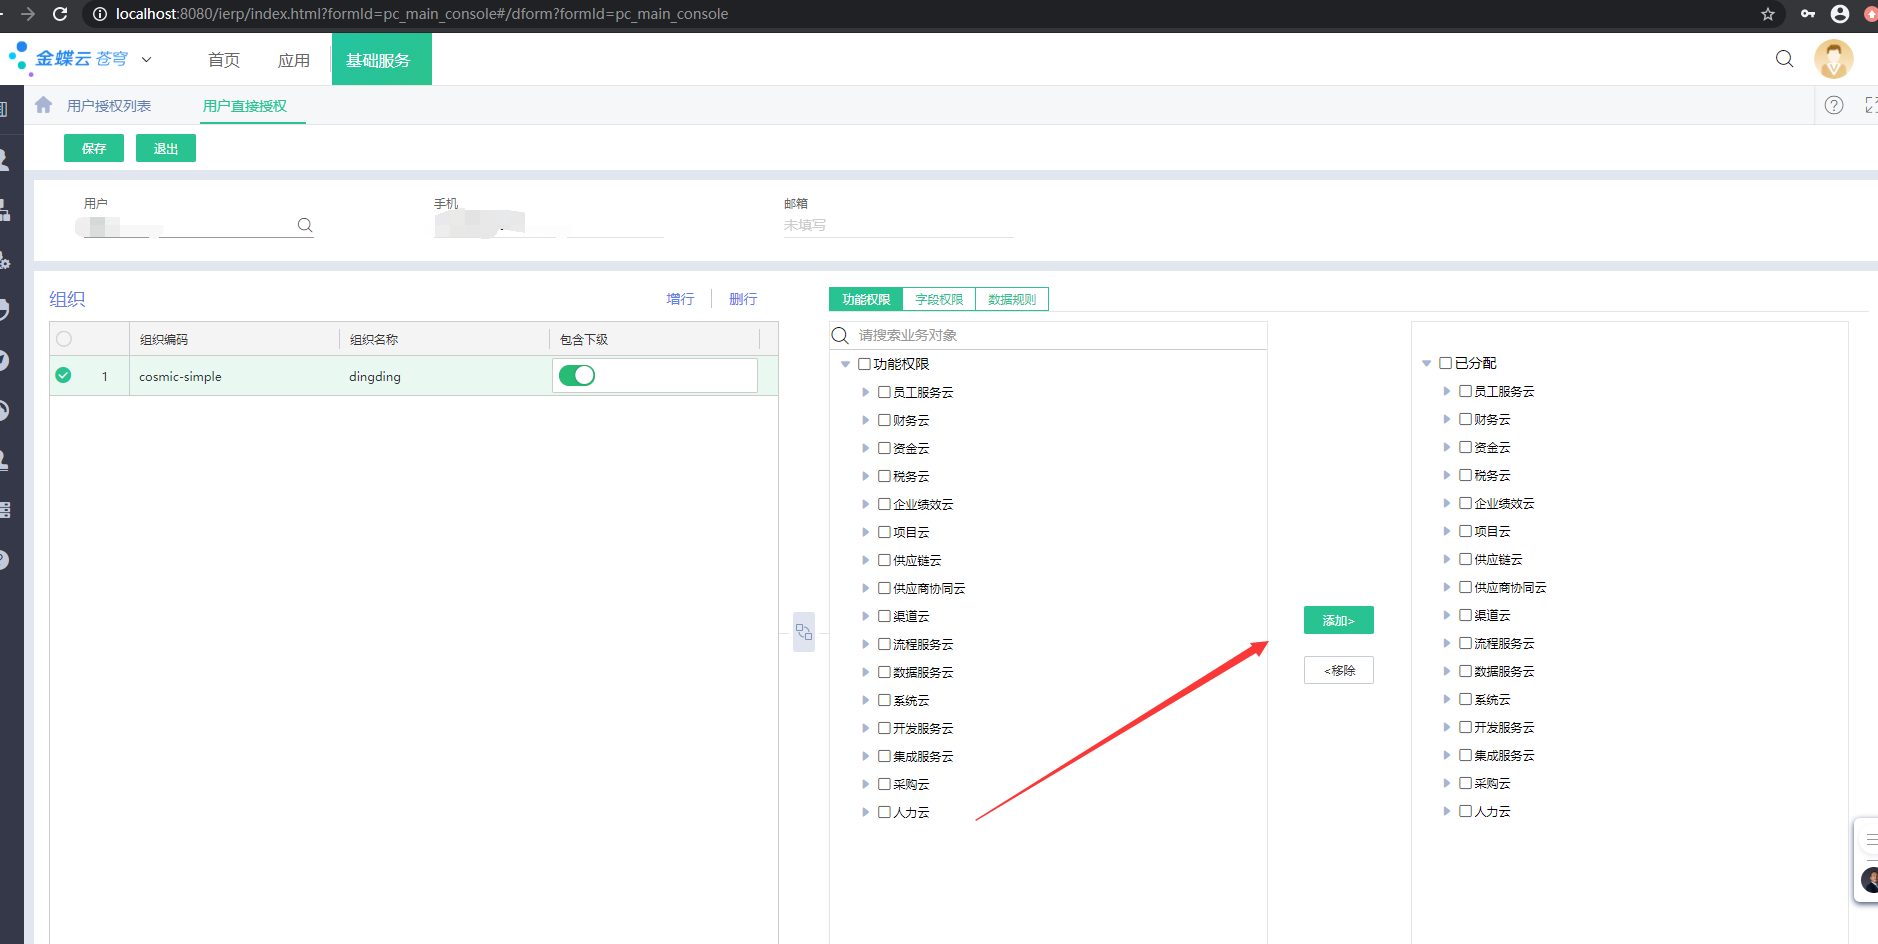 localhost:8080/ierp/index.html?formId=pc_main_console#/dform?formId=pc_main_console
金蝶云 苍穹
首页
应用
基础服务
用户授权列表
用户直接授权
保存
退出
用户
手机
邮箱
未填写
组织
增行
删行
组织编码
组织名称
包含下级
1
cosmic-simple
dingding
功能权限
字段权限
数据规则
请搜索业务对象
功能权限
员工服务云
财务云
资金云
税务云
企业绩效云
项目云
供应链云
供应商协同云
渠道云
流程服务云
数据服务云
系统云
开发服务云
集成服务云
采购云
人力云
添加>
<移除
已分配
员工服务云
财务云
资金云
税务云
企业绩效云
项目云
供应链云
供应商协同云
渠道云
流程服务云
数据服务云
系统云
开发服务云
集成服务云
采购云
人力云